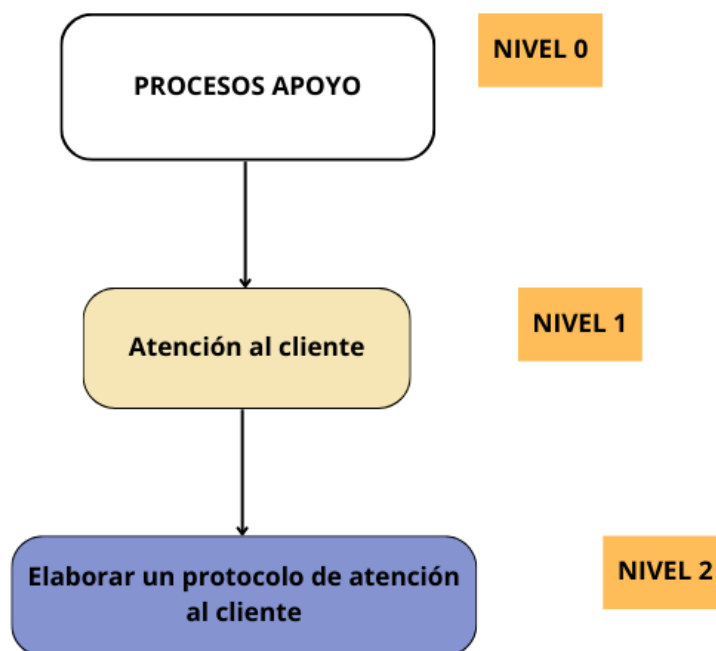 PROCESOS APOYO
NIVEL 0
Atención al cliente
NIVEL 1
Elaborar un protocolo de atención
al cliente
NIVEL 2